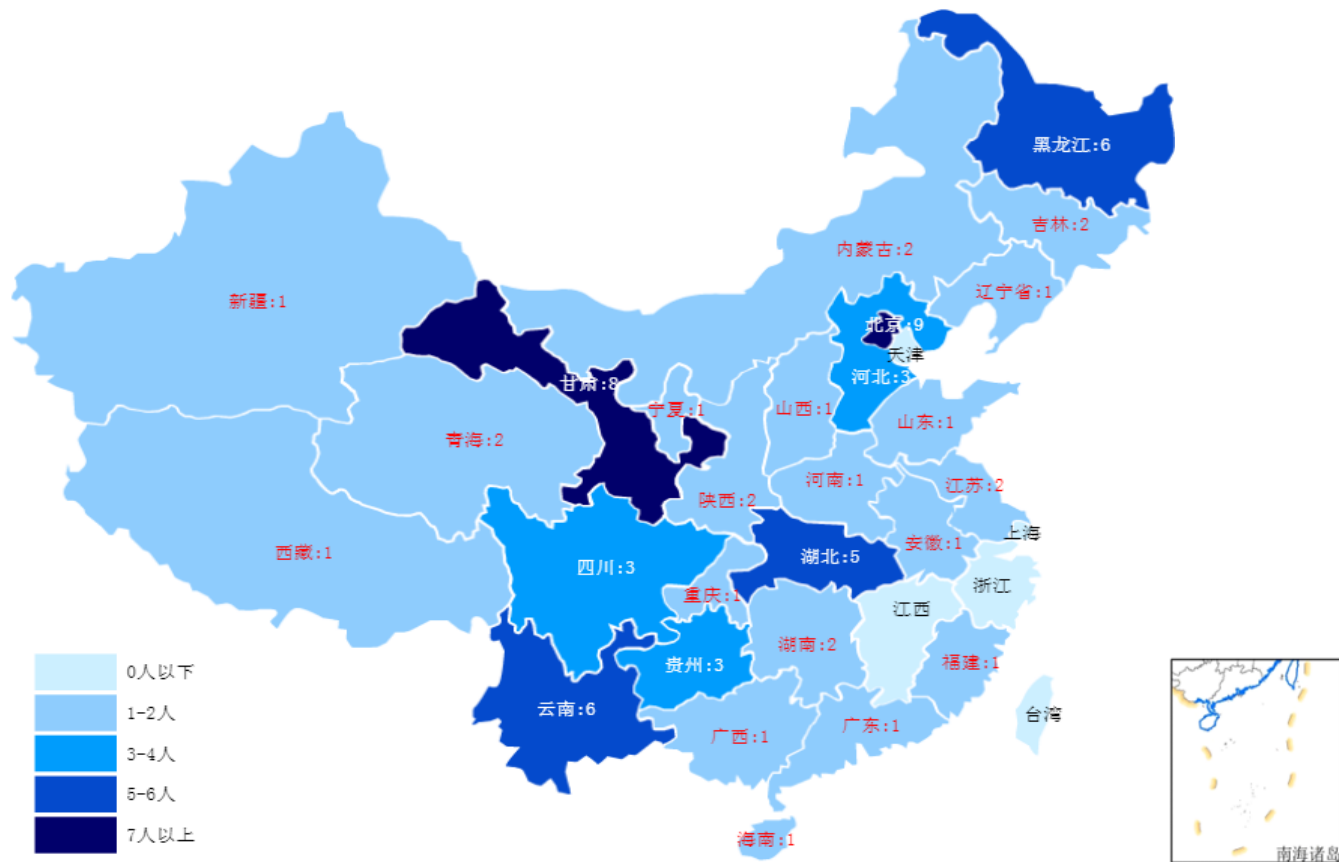 黑龙江:6
吉林:2
内蒙古:2
辽宁省:1
新疆:1
北京:9
天津
河北:3
甘肃:8
宁夏:1
山西:1
山东:1
青海:2
河南:1
江苏:2
陕西:2
上海
安徽:1
西藏:1
湖北:5
四川:3
浙江
重庆:1
江西
湖南:2
贵州:3
福建:1
云南:6
台湾
广东:1
广西:1
海南:1
0人以下
1-2人
3-4人
5-6人
7人以上
南海诸岛